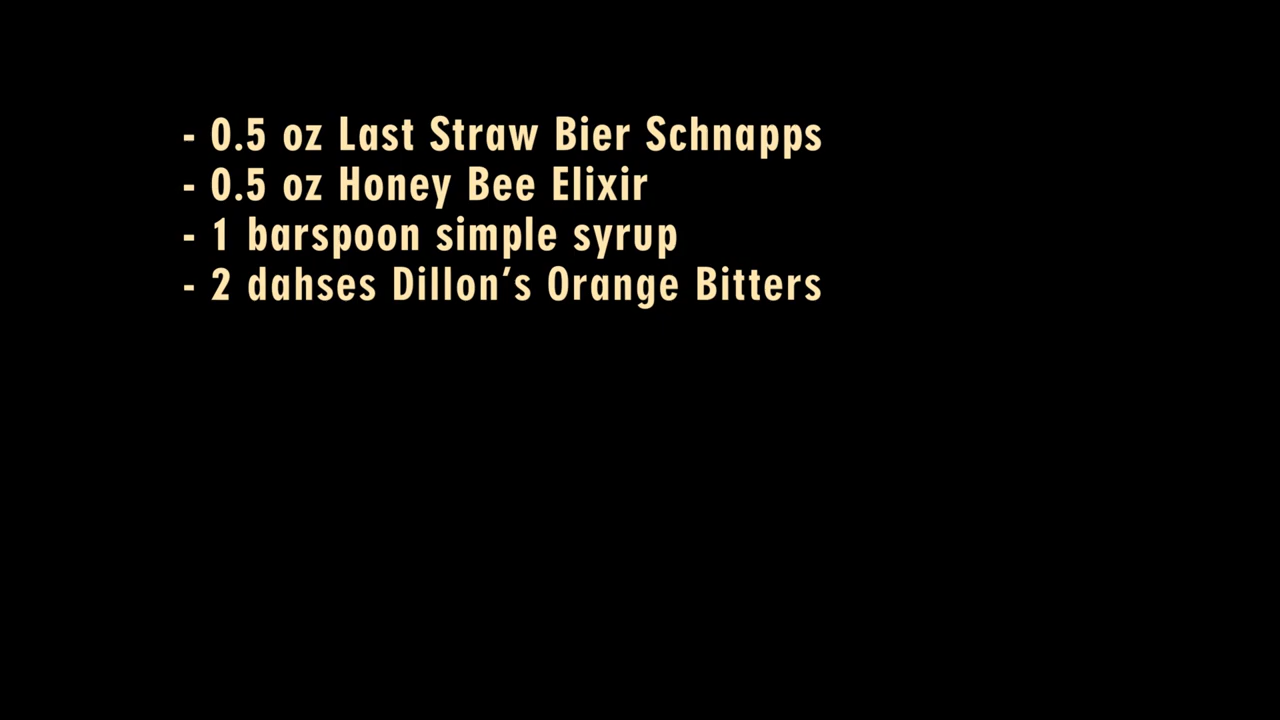 - 0.5 oz Last Straw Bier Schnapps
- 0.5 oz Honey Bee Elixir
- 1 barspoon simple syrup
- 2 dahses Dillon’s Orange Bitters